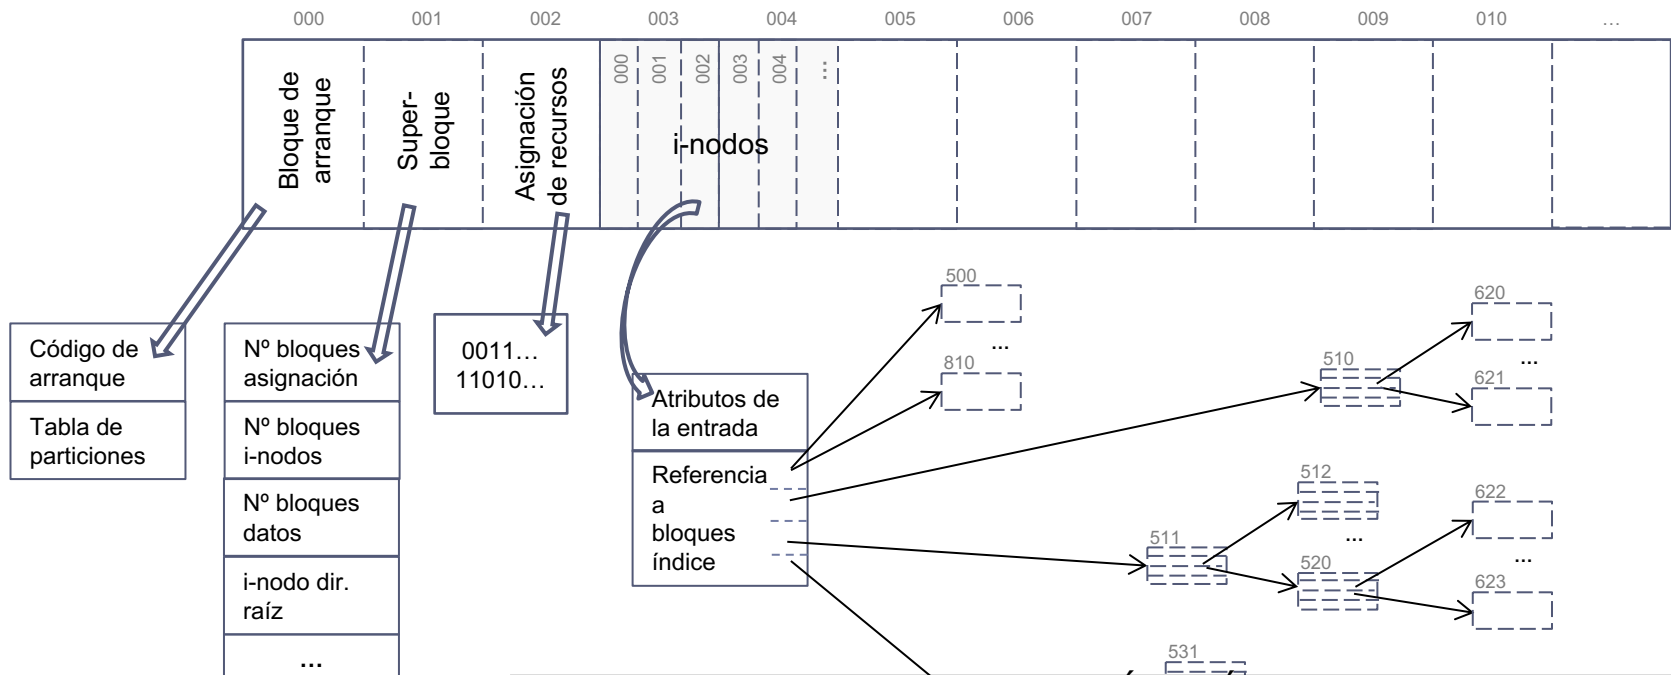 000 001 002 003 004 005 006 007 008 009 010 ...
Bloque de
arranque
Super-
bloque
Asignación
de recursos
000 001 002 003 004 ...
i-nodos
Código de
arranque
Tabla de
particiones
Nº bloques
asignación
Nº bloques
i-nodos
Nº bloques
datos
i-nodo dir.
raíz
...
0011...
11010...
Atributos de
la entrada
Referencia
a
bloques
índice
500
...
810
510
620
...
621
511
512
...
520
622
...
623
531